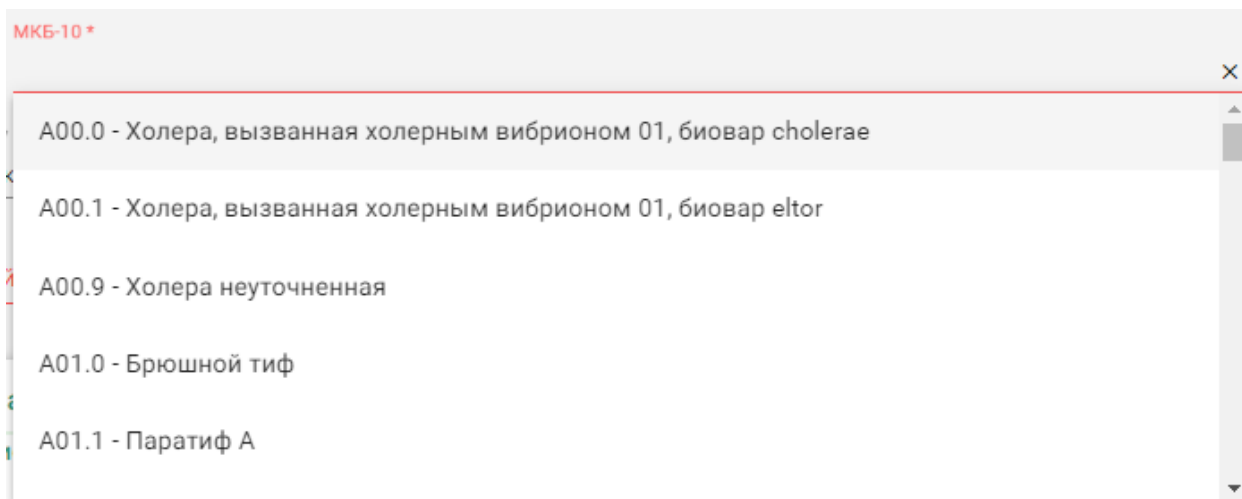 МКБ-10 *
A00.0 - Холера, вызванная холерным вибрионом 01, биовар cholerae
A00.1 - Холера, вызванная холерным вибрионом 01, биовар eltor
A00.9 - Холера неуточненная
A01.0 - Брюшной тиф
A01.1 - Паратиф A